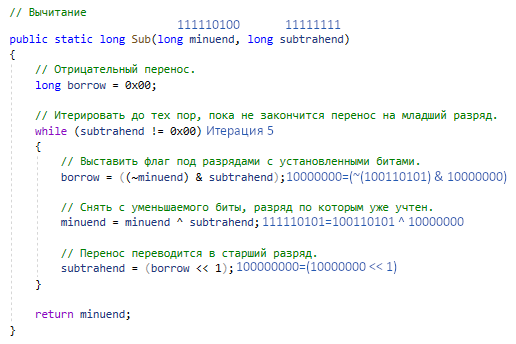 // Вычитание
111110100 11111111
public static long Sub(long minuend, long subtrahend)
{
// Отрицательный перенос.
long borrow = 0x00;
// Итерировать до тех пор, пока не закончится перенос на младший разряд.
while (subtrahend != 0x00) Итерация 5
{
// Выставить флаг под разрядами с установленными битами.
borrow = ((~minuend) & subtrahend);10000000=(~(100110101) & 10000000)
// Снять с уменьшаемого биты, разряд по которым уже учтен.
minuend = minuend ^ subtrahend;111110101=100110101 ^ 10000000
// Перенос переводится в старший разряд.
subtrahend = (borrow << 1);100000000=(10000000 << 1)
}
return minuend;
}